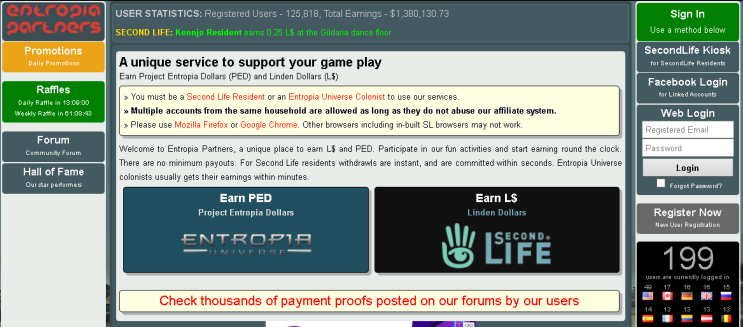 entropia
partners
Promotions
Daily Promotions
Raffles
Daily Raffle in 13:09:00
Weekly Raffle in 61:08:43
Forum
Community Forum
Hall of Fame
Our star performers
USER STATISTICS: Registered Users - 125,818, Total Earnings - $1,380,130.73
SECOND LIFE: Kennjo Resident earns 0.25 L$ at the Gildaria dance floor
A unique service to support your game play
Earn Project Entropia Dollars (PED) and Linden Dollars (L$)
» You must be a Second Life Resident or an Entropia Universe Colonist to use our services.
» Multiple accounts from the same household are allowed as long as they do not abuse our affiliate system.
» Please use Mozilla Firefox or Google Chrome. Other browsers including in-built SL browsers may not work.
Welcome to Entropia Partners, a unique place to earn L$ and PED. Participate in our fun activities and start earning round the clock.
There are no minimum payouts. For Second Life residents withdrawls are instant, and are committed within seconds. Entropia Universe
colonists usually gets their earnings within minutes.
Earn PED
Project Entropia Dollars
ENTROPIA
UNIVERSE
Earn L$
Linden Dollars
SECOND
LIFE
Check thousands of payment proofs posted on our forums by our users
Sign In
Use a method below
SecondLife Kiosk
for SecondLife Residents
Facebook Login
for Linked Accounts
Web Login
Registered Email
Password
Login
Forgot Password?
Register Now
New User Registration
199
users are currently logged in
49 17 16 16 15
14 13 13 13 13